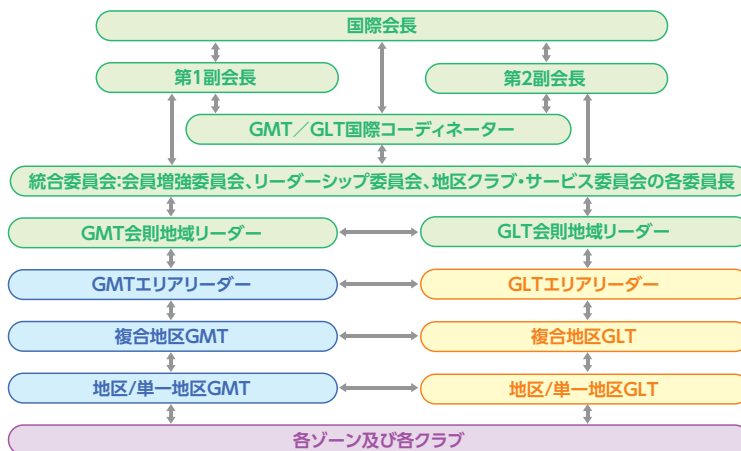 国際会長
第1副会長
第2副会長
GMT／GLT国際コーディネーター
統合委員会:会員増強委員会、リーダーシップ委員会、地区クラブ・サービス委員会の各委員長
GMT会則地域リーダー
GLT会則地域リーダー
GMTエリアリーダー
GLTエリアリーダー
複合地区GMT
複合地区GLT
地区/単一地区GMT
地区/単一地区GLT
各ゾーン及び各クラブ